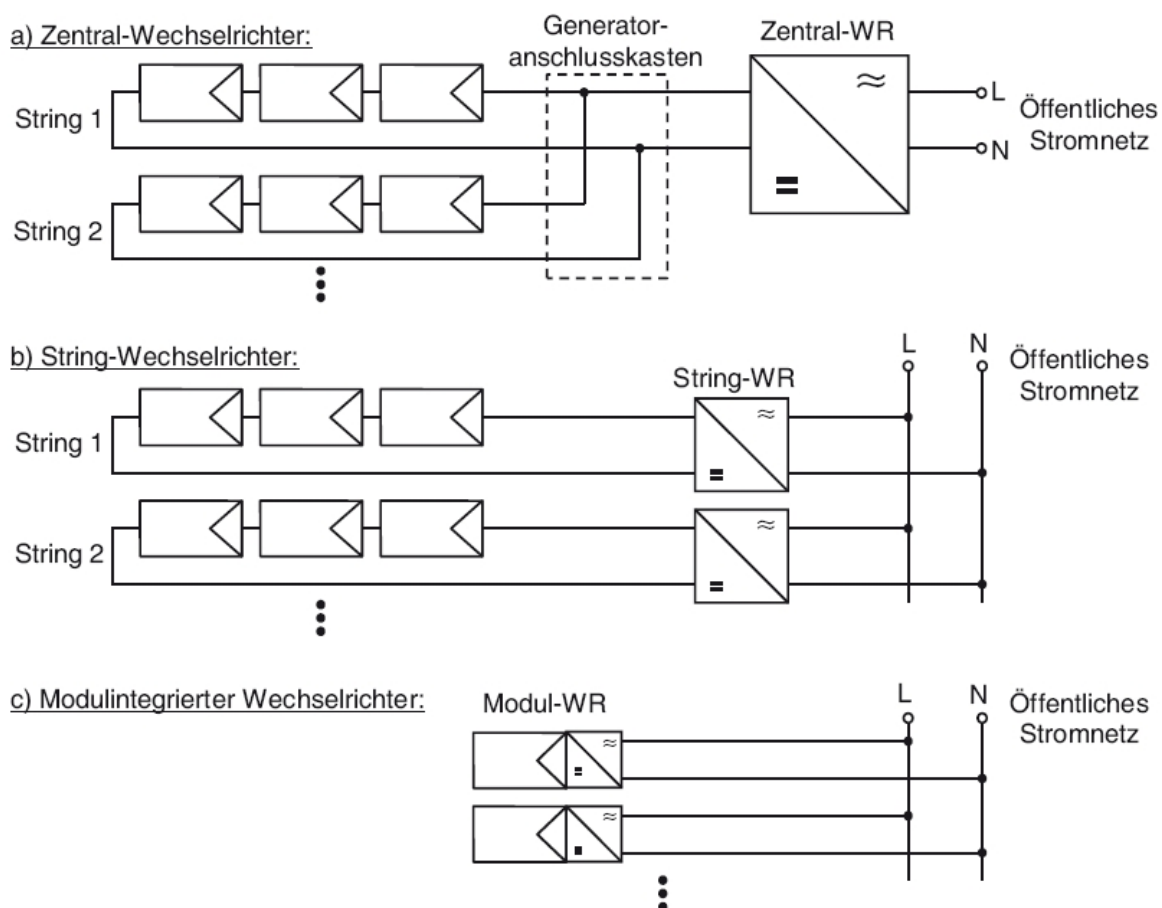 a) Zentral-Wechselrichter:
Generator-
anschlusskasten
Zentral-WR
String 1
L
N
Öffentliches
Stromnetz
String 2
b) String-Wechselrichter:
String-WR
L
N
Öffentliches
Stromnetz
String 1
String 2
c) Modulintegrierter Wechselrichter:
Modul-WR
L
N
Öffentliches
Stromnetz